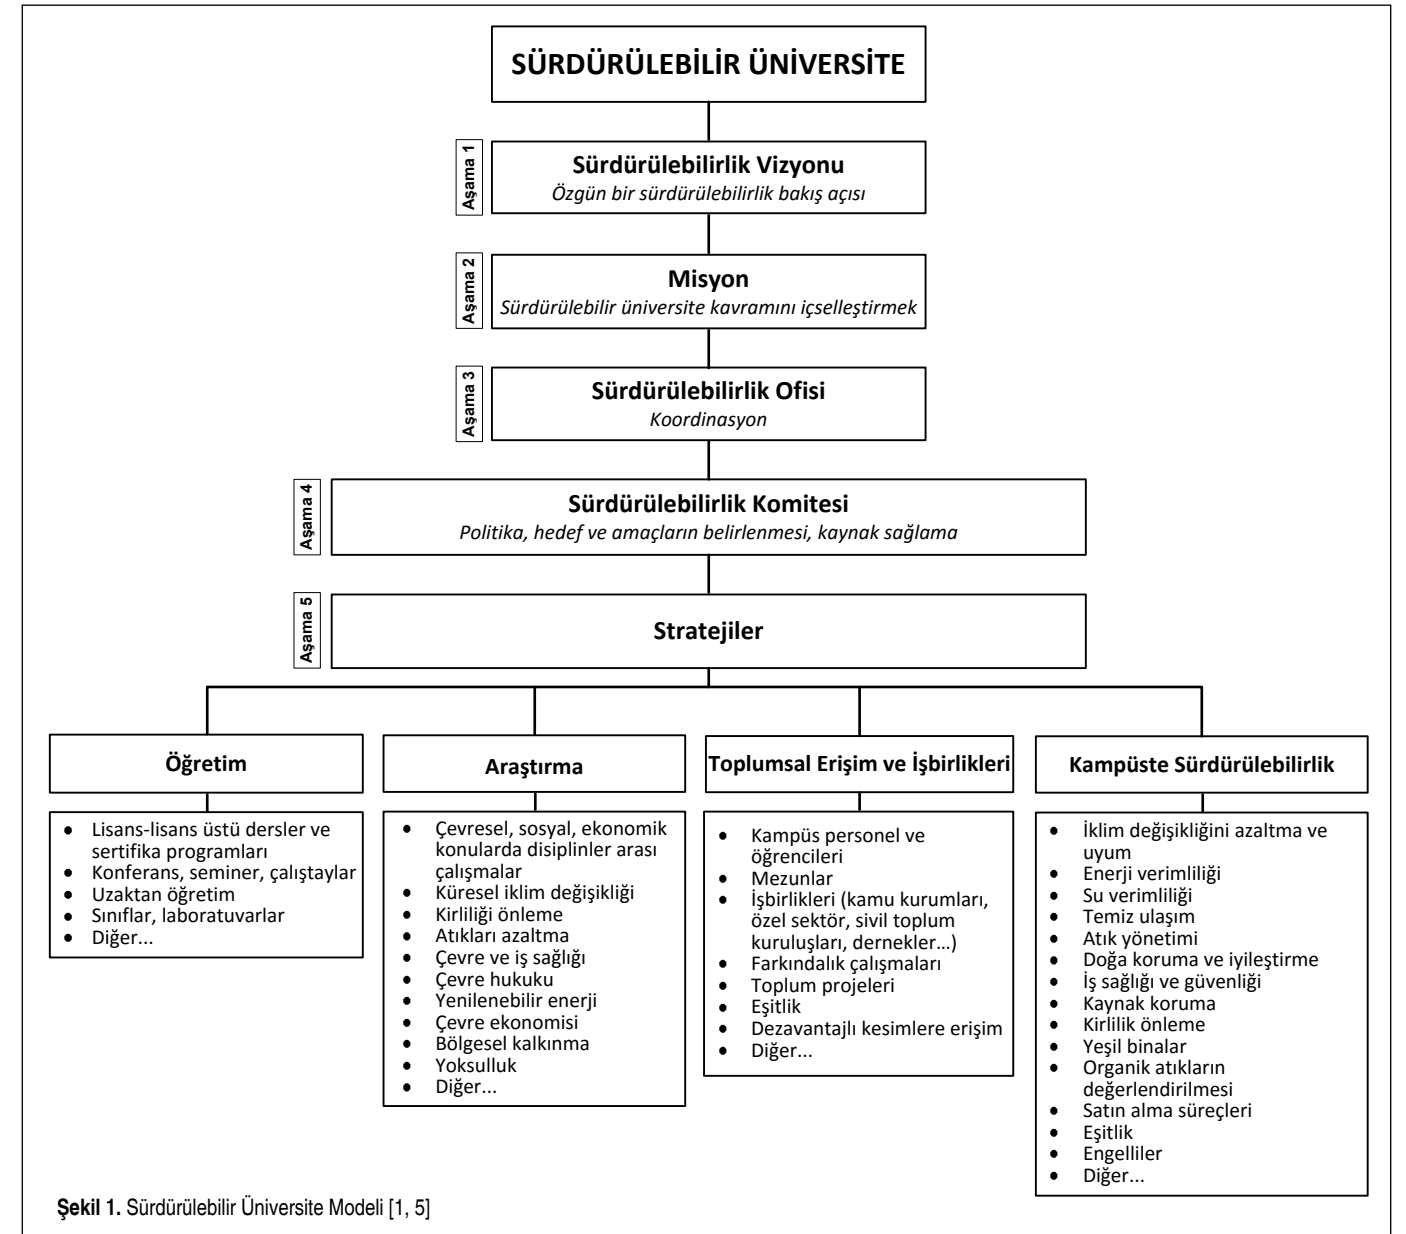 SÜRDÜRÜLEBİLİR ÜNİVERSİTE
Aşama 1
Sürdürülebilirlik Vizyonu
Özgün bir sürdürülebilirlik bakış açısı
Aşama 2
Misyon
Sürdürülebilir üniversite kavramını içselleştirmek
Aşama 3
Sürdürülebilirlik Ofisi
Koordinasyon
Aşama 4
Sürdürülebilirlik Komitesi
Politika, hedef ve amaçların belirlenmesi, kaynak sağlama
Aşama 5
Stratejiler
Öğretim
• Lisans-lisans üstü dersler ve
sertifika programları
• Konferans, seminer, çalıştaylar
• Uzaktan öğretim
• Sınıflar, laboratuvarlar
• Diğer...
Araştırma
• Çevresel, sosyal, ekonomik
konularda disiplinler arası
çalışmalar
• Küresel iklim değişikliği
• Kirliliği önleme
• Atıkları azaltma
• Çevre ve iş sağlığı
• Çevre hukuku
• Yenilenebilir enerji
• Çevre ekonomisi
• Bölgesel kalkınma
• Yoksulluk
• Diğer...
Toplumsal Erişim ve İşbirlikleri
• Kampüs personel ve
öğrencileri
• Mezunlar
• İşbirlikleri (kamu kurumları,
özel sektör, sivil toplum
kuruluşları, dernekler…)
• Farkındalık çalışmaları
• Toplum projeleri
• Eşitlik
• Dezavantajlı kesimlere erişim
• Diğer...
Kampüste Sürdürülebilirlik
• İklim değişikliğini azaltma ve
uyum
• Enerji verimliliği
• Su verimliliği
• Temiz ulaşım
• Atık yönetimi
• Doğa koruma ve iyileştirme
• İş sağlığı ve güvenliği
• Kaynak koruma
• Kirlilik önleme
• Yeşil binalar
• Organik atıkların
değerlendirilmesi
• Satın alma süreçleri
• Eşitlik
• Engelliler
• Diğer...
Şekil 1. Sürdürülebilir Üniversite Modeli [1, 5]